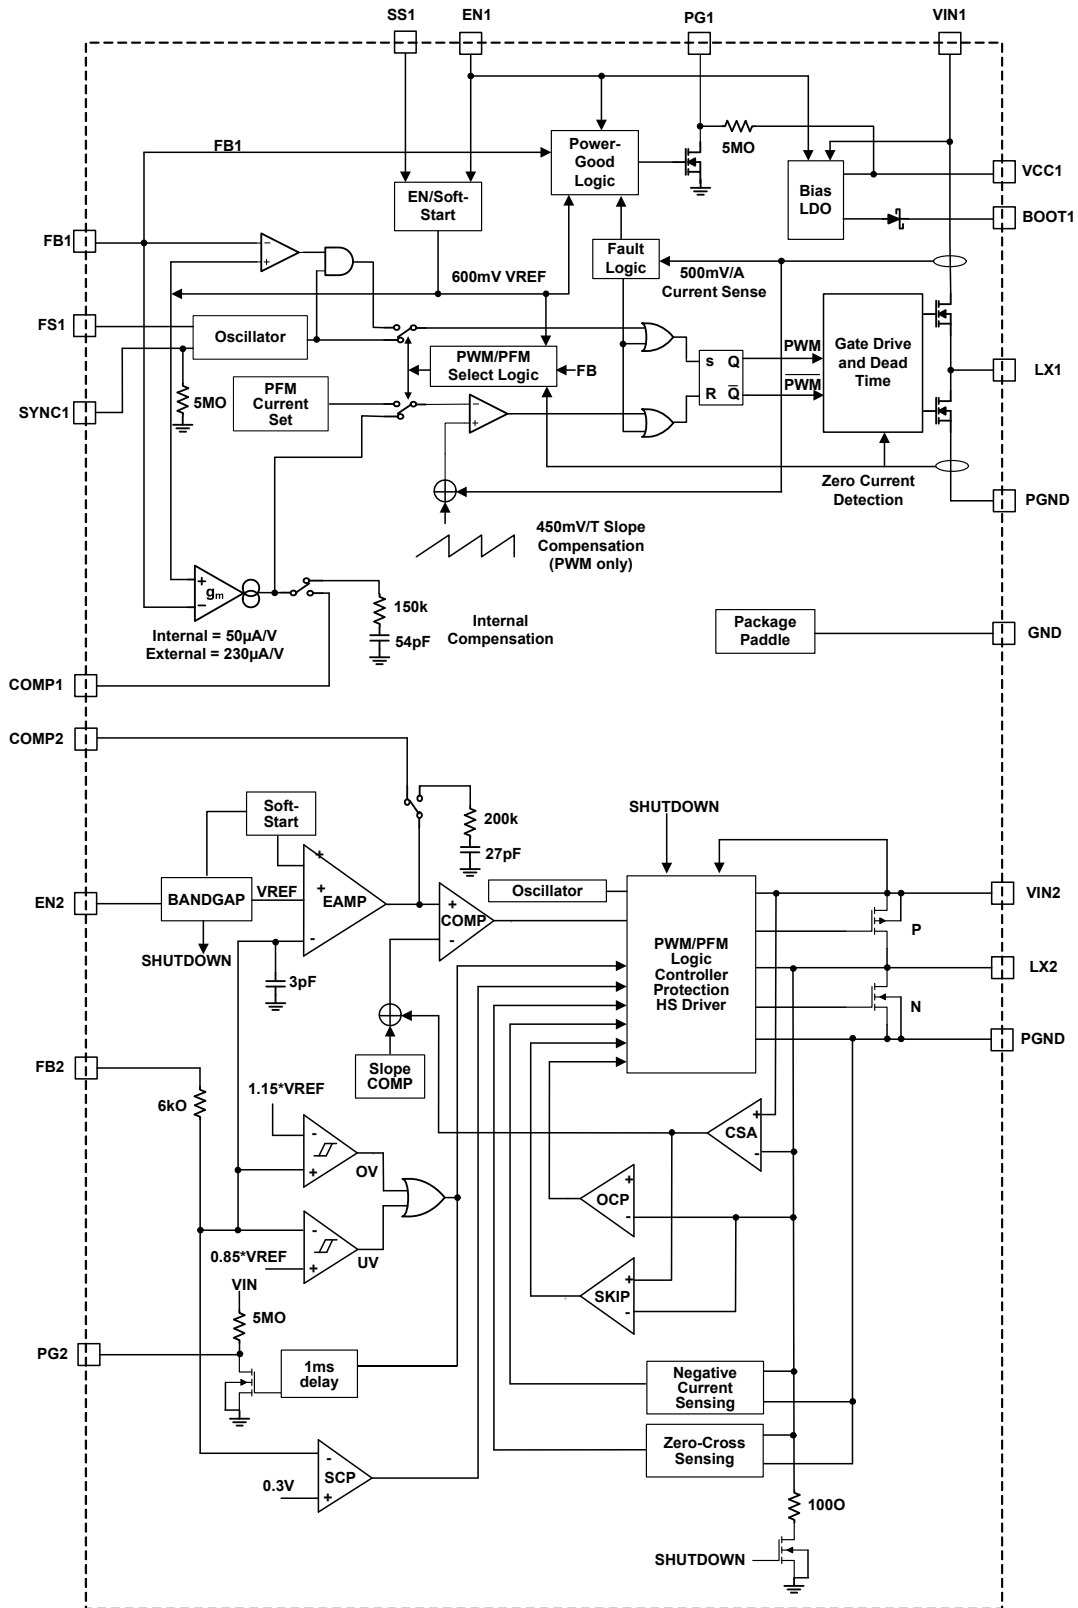 SS1
EN1
PG1
VIN1
FB1
Power-
Good
Logic
5MO
Bias
LDO
VCC1
BOOT1
EN/Soft-
Start
FB1
−
+
600mV VREF
Fault
Logic
500mV/A
Current Sense
FS1
Oscillator
PWM/PFM
Select Logic
FB
S Q
R Q
PWM
PWM
Gate Drive
and Dead
Time
LX1
SYNC1
5MO
PFM
Current
Set
−
+
Zero Current
Detection
PGND
450mV/T Slope
Compensation
(PWM only)
+
gm
−
150k
54pF
Internal
Compensation
Internal = 50µA/V
External = 230µA/V
Package
Paddle
GND
COMP1
COMP2
Soft-
Start
200k
27pF
SHUTDOWN
EN2
BANDGAP
VREF
+
+
EAMP
-
SHUTDOWN
3pF
+
COMP
-
Oscillator
PWM/PFM
Logic
Controller
Protection
HS Driver
VIN2
P
LX2
N
PGND
Slope
COMP
FB2
6kO
1.15*VREF
-
+
OV
-
+
UV
0.85*VREF
+
CSA
-
+
OCP
-
+
SKIP
-
VIN
5MO
PG2
1ms
delay
Negative
Current
Sensing
Zero-Cross
Sensing
-
SCP
+
0.3V
100O
SHUTDOWN